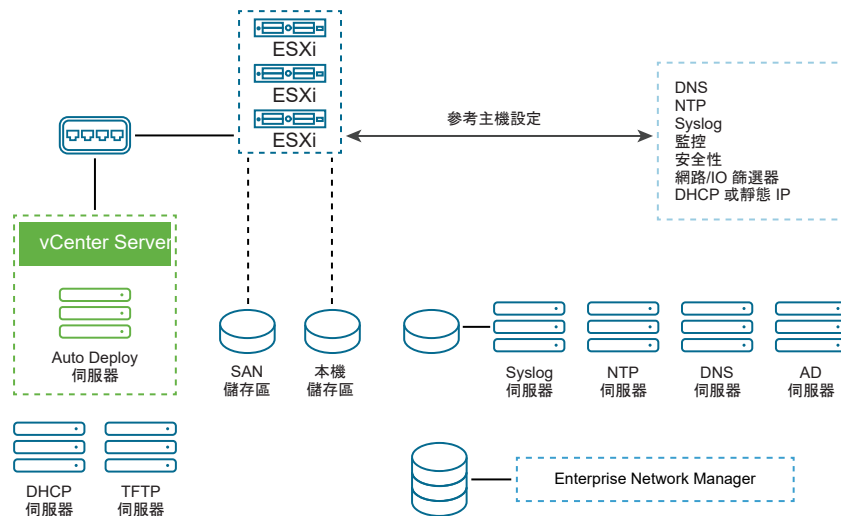 ESXi
ESXi
ESXi
參考主機設定
DNS
NTP
Syslog
監控
安全性
網路/IO 篩選器
DHCP 或靜態 IP
vCenter Server
Auto Deploy
伺服器
SAN
儲存區
本機
儲存區
Syslog
伺服器
NTP
伺服器
DNS
伺服器
AD
伺服器
DHCP
伺服器
TFTP
伺服器
Enterprise Network Manager